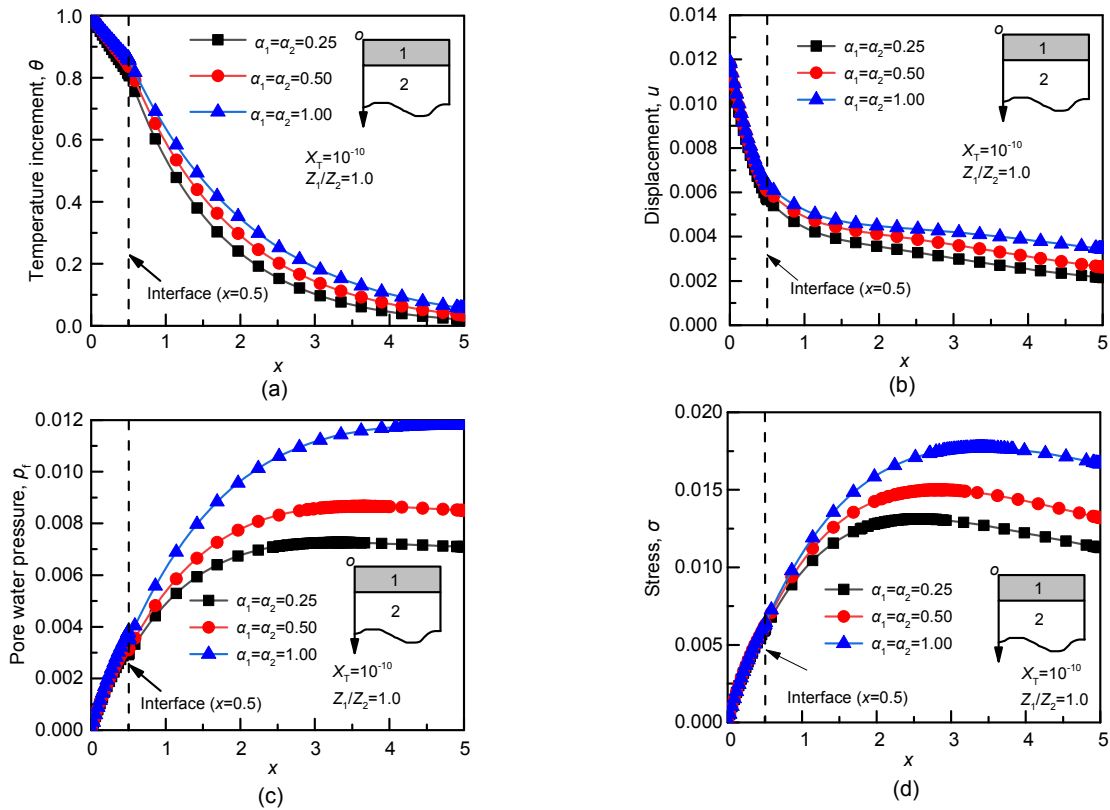 Temperature increment, θ
1.0
0.8
0.6
0.4
0.2
0.0
α₁=α₂=0.25
α₁=α₂=0.50
α₁=α₂=1.00
o
1
2
X_T=10⁻¹⁰
Z₁/Z₂=1.0
Interface (x=0.5)
0 1 2 3 4 5
x
(a)
Displacement, u
0.014
0.012
0.010
0.008
0.006
0.004
0.002
0.000
α₁=α₂=0.25
α₁=α₂=0.50
α₁=α₂=1.00
o
1
2
X_T=10⁻¹⁰
Z₁/Z₂=1.0
Interface (x=0.5)
0 1 2 3 4 5
x
(b)
Pore water pressure, p_f
0.012
0.010
0.008
0.006
0.004
0.002
0.000
o
1
2
α₁=α₂=0.25
α₁=α₂=0.50
α₁=α₂=1.00
X_T=10⁻¹⁰
Z₁/Z₂=1.0
Interface (x=0.5)
0 1 2 3 4 5
x
(c)
Stress, σ
0.020
0.015
0.010
0.005
0.000
o
1
2
α₁=α₂=0.25
α₁=α₂=0.50
α₁=α₂=1.00
X_T=10⁻¹⁰
Z₁/Z₂=1.0
Interface (x=0.5)
0 1 2 3 4 5
x
(d)